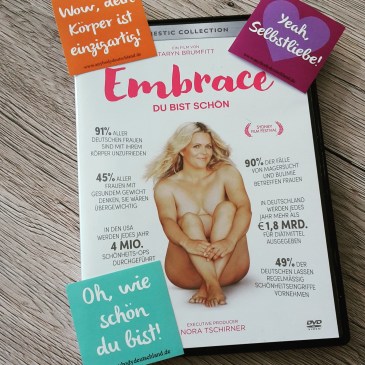 Wow, dein
Körper ist
einzigartig!
Yeah,
Selbstliebe!
MESTIC COLLECTION
EIN FILM VON
TARYN BRUMFITT
Embrace
DU BIST SCHÖN
91% ALLER
DEUTSCHEN FRAUEN
SIND MIT IHREM
KÖRPER UNZUFRIEDEN
45% ALLER
FRAUEN MIT
GESUNDEM GEWICHT
DENKEN, SIE WÄREN
ÜBERGEWICHTIG
IN DEN USA
WERDEN JEDES JAHR
4 MIO.
SCHÖNHEITS-OPS
DURCHGEFÜHRT
SYDNEY
FILM FESTIVAL
90% DER FÄLLE
VON MAGERSUCHT
UND BULIMIE
BETREFFEN FRAUEN
IN DEUTSCHLAND
WERDEN JEDES
JAHR MEHR ALS
€ 1,8 MRD.
FÜR DIÄTMITTEL
AUSGEGEBEN
49% DER
DEUTSCHEN LASSEN
REGELMÄSSIG
SCHÖNHEITSEINGRIFFE
VORNEHMEN
Oh, wie
schön
du bist!
EXECUTIVE PRODUCER
NORA TSCHIRNER
DVD